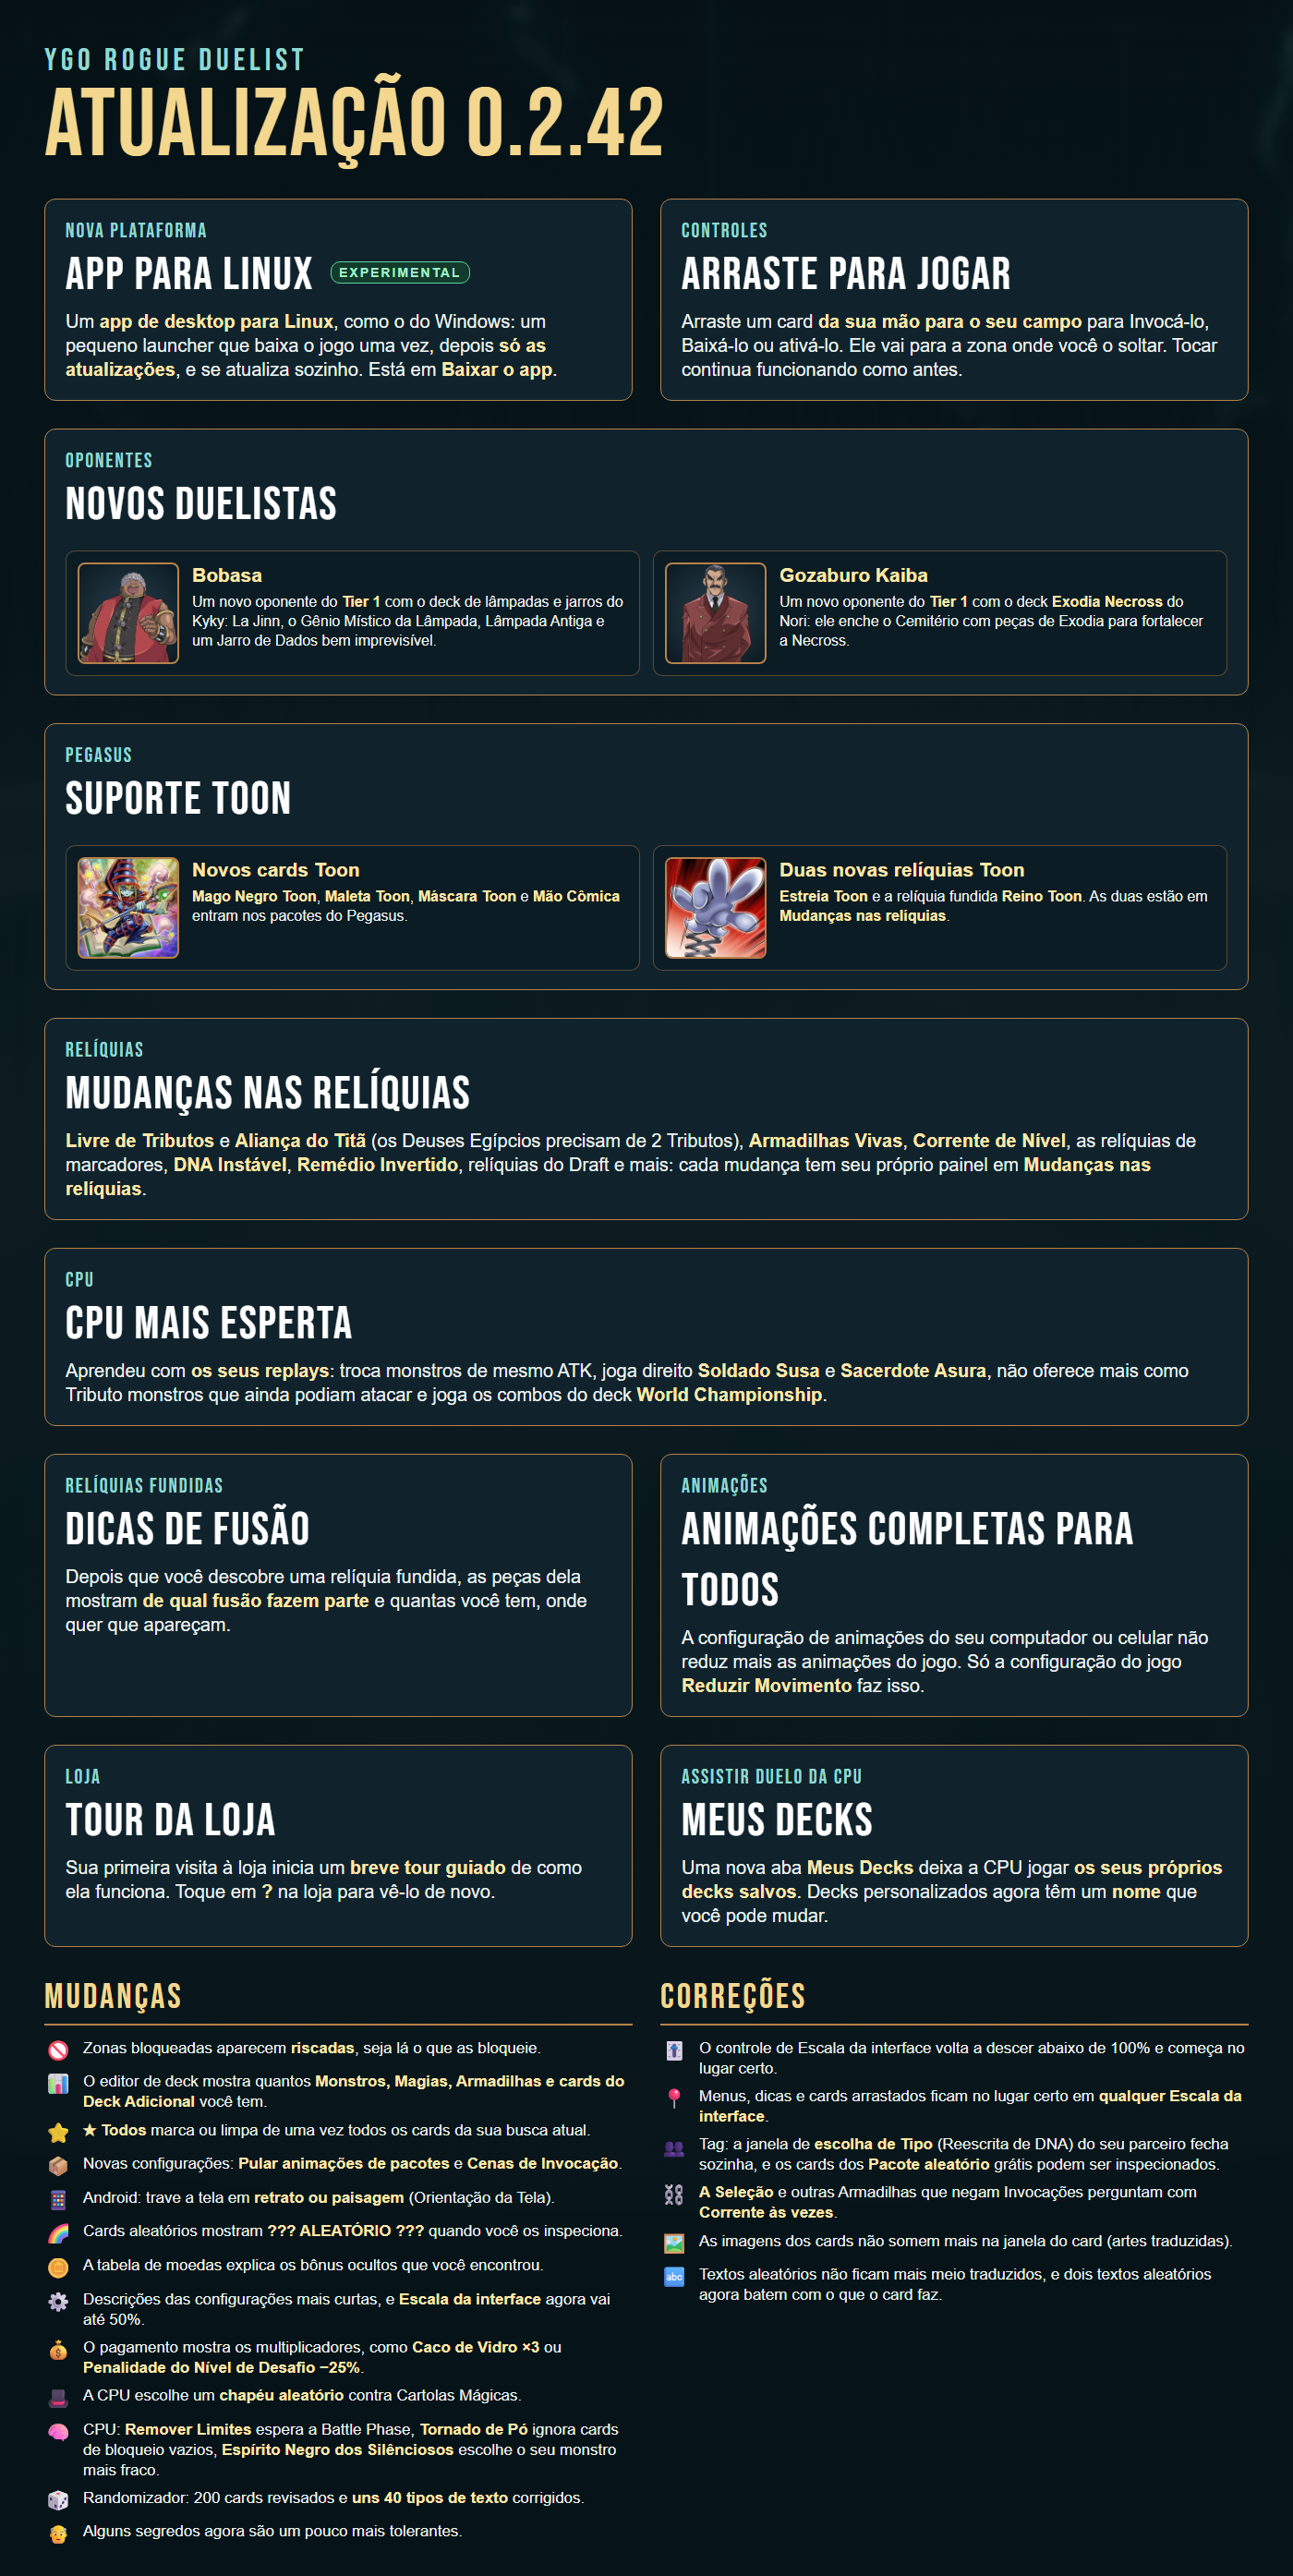 YGO ROGUE DUELIST
ATUALIZAÇÃO 0.2.42
NOVA PLATAFORMA
APP PARA LINUX EXPERIMENTAL
Um app de desktop para Linux, como o do Windows: um
pequeno launcher que baixa o jogo uma vez, depois só as
atualizações, e se atualiza sozinho. Está em Baixar o app.
CONTROLES
ARRASTE PARA JOGAR
Arraste um card da sua mão para o seu campo para Invocá-lo,
Baixá-lo ou ativá-lo. Ele vai para a zona onde você o soltar. Tocar
continua funcionando como antes.
OPONENTES
NOVOS DUELISTAS
Bobasa
Um novo oponente do Tier 1 com o deck de lâmpadas e jarros do
Kyky: La Jinn, o Gênio Místico da Lâmpada, Lâmpada Antiga e
um Jarro de Dados bem imprevisível.
Gozaburo Kaiba
Um novo oponente do Tier 1 com o deck Exodia Necross do
Nori: ele enche o Cemitério com peças de Exodia para fortalecer
a Necross.
PEGASUS
SUPORTE TOON
Novos cards Toon
Mago Negro Toon, Maleta Toon, Máscara Toon e Mão Cômica
entram nos pacotes do Pegasus.
Duas novas relíquias Toon
Estreia Toon e a relíquia fundida Reino Toon. As duas estão em
Mudanças nas relíquias.
RELÍQUIAS
MUDANÇAS NAS RELÍQUIAS
Livre de Tributos e Aliança do Titã (os Deuses Egípcios precisam de 2 Tributos), Armadilhas Vivas, Corrente de Nível, as relíquias de
marcadores, DNA Instável, Remédio Invertido, relíquias do Draft e mais: cada mudança tem seu próprio painel em Mudanças nas
relíquias.
CPU
CPU MAIS ESPERTA
Aprendeu com os seus replays: troca monstros de mesmo ATK, joga direito Soldado Susa e Sacerdote Asura, não oferece mais como
Tributo monstros que ainda podiam atacar e joga os combos do deck World Championship.
RELÍQUIAS FUNDIDAS
DICAS DE FUSÃO
Depois que você descobre uma relíquia fundida, as peças dela
mostram de qual fusão fazem parte e quantas você tem, onde
quer que apareçam.
ANIMAÇÕES
ANIMAÇÕES COMPLETAS PARA
TODOS
A configuração de animações do seu computador ou celular não
reduz mais as animações do jogo. Só a configuração do jogo
Reduzir Movimento faz isso.
LOJA
TOUR DA LOJA
Sua primeira visita à loja inicia um breve tour guiado de como
ela funciona. Toque em ? na loja para vê-lo de novo.
ASSISTIR DUELO DA CPU
MEUS DECKS
Uma nova aba Meus Decks deixa a CPU jogar os seus próprios
decks salvos. Decks personalizados agora têm um nome que
você pode mudar.
MUDANÇAS
Zonas bloqueadas aparecem riscadas, seja lá o que as bloqueie.
O editor de deck mostra quantos Monstros, Magias, Armadilhas e cards do
Deck Adicional você tem.
★ Todos marca ou limpa de uma vez todos os cards da sua busca atual.
Novas configurações: Pular animações de pacotes e Cenas de Invocação.
Android: trave a tela em retrato ou paisagem (Orientação da Tela).
Cards aleatórios mostram ??? ALEATÓRIO ??? quando você os inspeciona.
A tabela de moedas explica os bônus ocultos que você encontrou.
Descrições das configurações mais curtas, e Escala da interface agora vai
até 50%.
O pagamento mostra os multiplicadores, como Caco de Vidro ×3 ou
Penalidade do Nível de Desafio −25%.
A CPU escolhe um chapéu aleatório contra Cartolas Mágicas.
CPU: Remover Limites espera a Battle Phase, Tornado de Pó ignora cards
de bloqueio vazios, Espírito Negro dos Silênciosos escolhe o seu monstro
mais fraco.
Randomizador: 200 cards revisados e uns 40 tipos de texto corrigidos.
Alguns segredos agora são um pouco mais tolerantes.
CORREÇÕES
O controle de Escala da interface volta a descer abaixo de 100% e começa no
lugar certo.
Menus, dicas e cards arrastados ficam no lugar certo em qualquer Escala da
interface.
Tag: a janela de escolha de Tipo (Reescrita de DNA) do seu parceiro fecha
sozinha, e os cards dos Pacote aleatório grátis podem ser inspecionados.
A Seleção e outras Armadilhas que negam Invocações perguntam com
Corrente às vezes.
As imagens dos cards não somem mais na janela do card (artes traduzidas).
abc
Textos aleatórios não ficam mais meio traduzidos, e dois textos aleatórios
agora batem com o que o card faz.